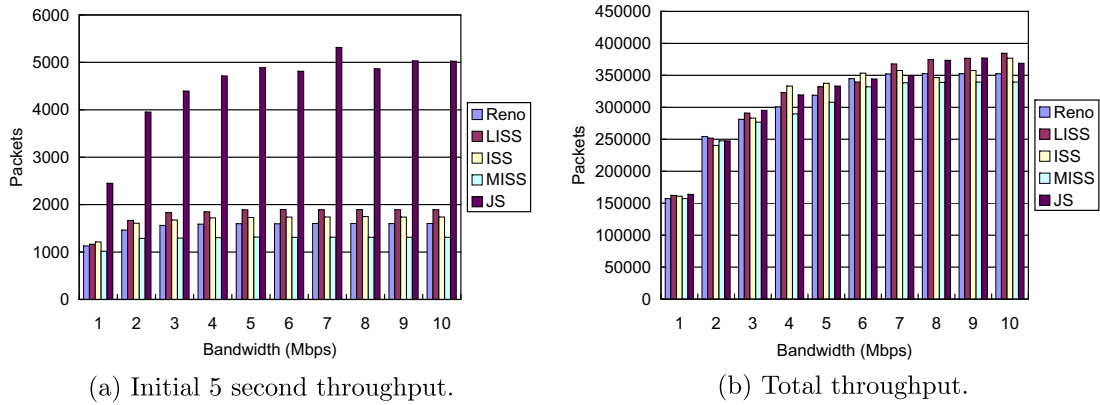 6000
5000
4000
3000
2000
1000
0
Packets
1 2 3 4 5 6 7 8 9 10
Bandwidth (Mbps)
Reno
LISS
ISS
MISS
JS
(a) Initial 5 second throughput.
450000
400000
350000
300000
250000
200000
150000
100000
50000
0
Packets
1 2 3 4 5 6 7 8 9 10
Bandwidth (Mbps)
Reno
LISS
ISS
MISS
JS
(b) Total throughput.